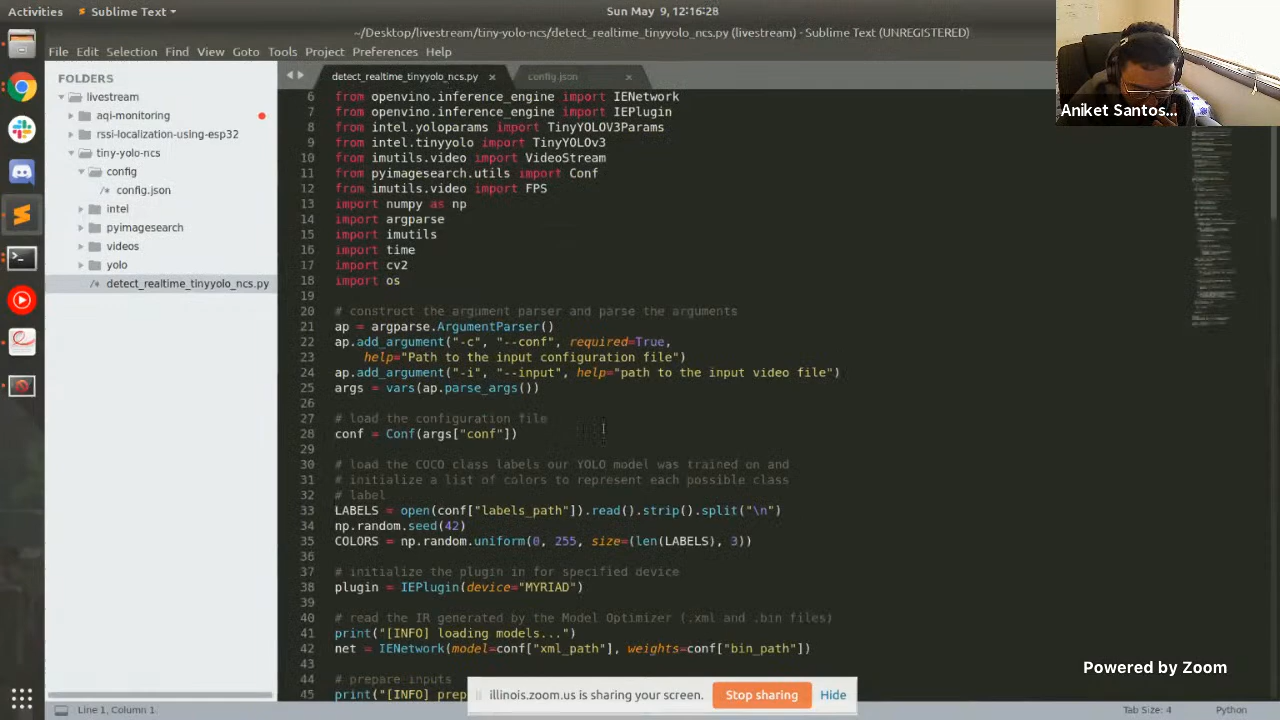 Activities
Sublime Text
Sun May 9, 12:16:28
~/Desktop/livestream/tiny-yolo-ncs/detect_realtime_tinyyolo_ncs.py (livestream) - Sublime Text (UNREGISTERED)
File Edit Selection Find View Goto Tools Project Preferences Help
FOLDERS
livestream
aqi-monitoring
rssi-localization-using-esp32
tiny-yolo-ncs
config
config.json
intel
pyimagesearch
videos
yolo
detect_realtime_tinyyolo_ncs.py
detect_realtime_tinyyolo_ncs.py
config.json
6 from openvino.inference_engine import IENetwork
7 from openvino.inference_engine import IEPlugin
8 from intel.yoloparams import TinyYOLOV3Params
9 from intel.tinyyolo import TinyYOLOv3
10 from imutils.video import VideoStream
11 from pyimagesearch.utils import Conf
12 from imutils.video import FPS
13 import numpy as np
14 import argparse
15 import imutils
16 import time
17 import cv2
18 import os
19
20 # construct the argument parser and parse the arguments
21 ap = argparse.ArgumentParser()
22 ap.add_argument("-c", "--conf", required=True,
23 help="Path to the input configuration file")
24 ap.add_argument("-i", "--input", help="path to the input video file")
25 args = vars(ap.parse_args())
26
27 # load the configuration file
28 conf = Conf(args["conf"])
29
30 # load the COCO class labels our YOLO model was trained on and
31 # initialize a list of colors to represent each possible class
32 # label
33 LABELS = open(conf["labels_path"]).read().strip().split("\n")
34 np.random.seed(42)
35 COLORS = np.random.uniform(0, 255, size=(len(LABELS), 3))
36
37 # initialize the plugin in for specified device
38 plugin = IEPlugin(device="MYRIAD")
39
40 # read the IR generated by the Model Optimizer (.xml and .bin files)
41 print("[INFO] loading models...")
42 net = IENetwork(model=conf["xml_path"], weights=conf["bin_path"])
43
44 # prepare inputs
45 print("[INFO] prep
illinois.zoom.us is sharing your screen.
Stop sharing
Hide
Line 1, Column 1
Tab Size: 4
Python
Aniket Santos...
Powered by Zoom